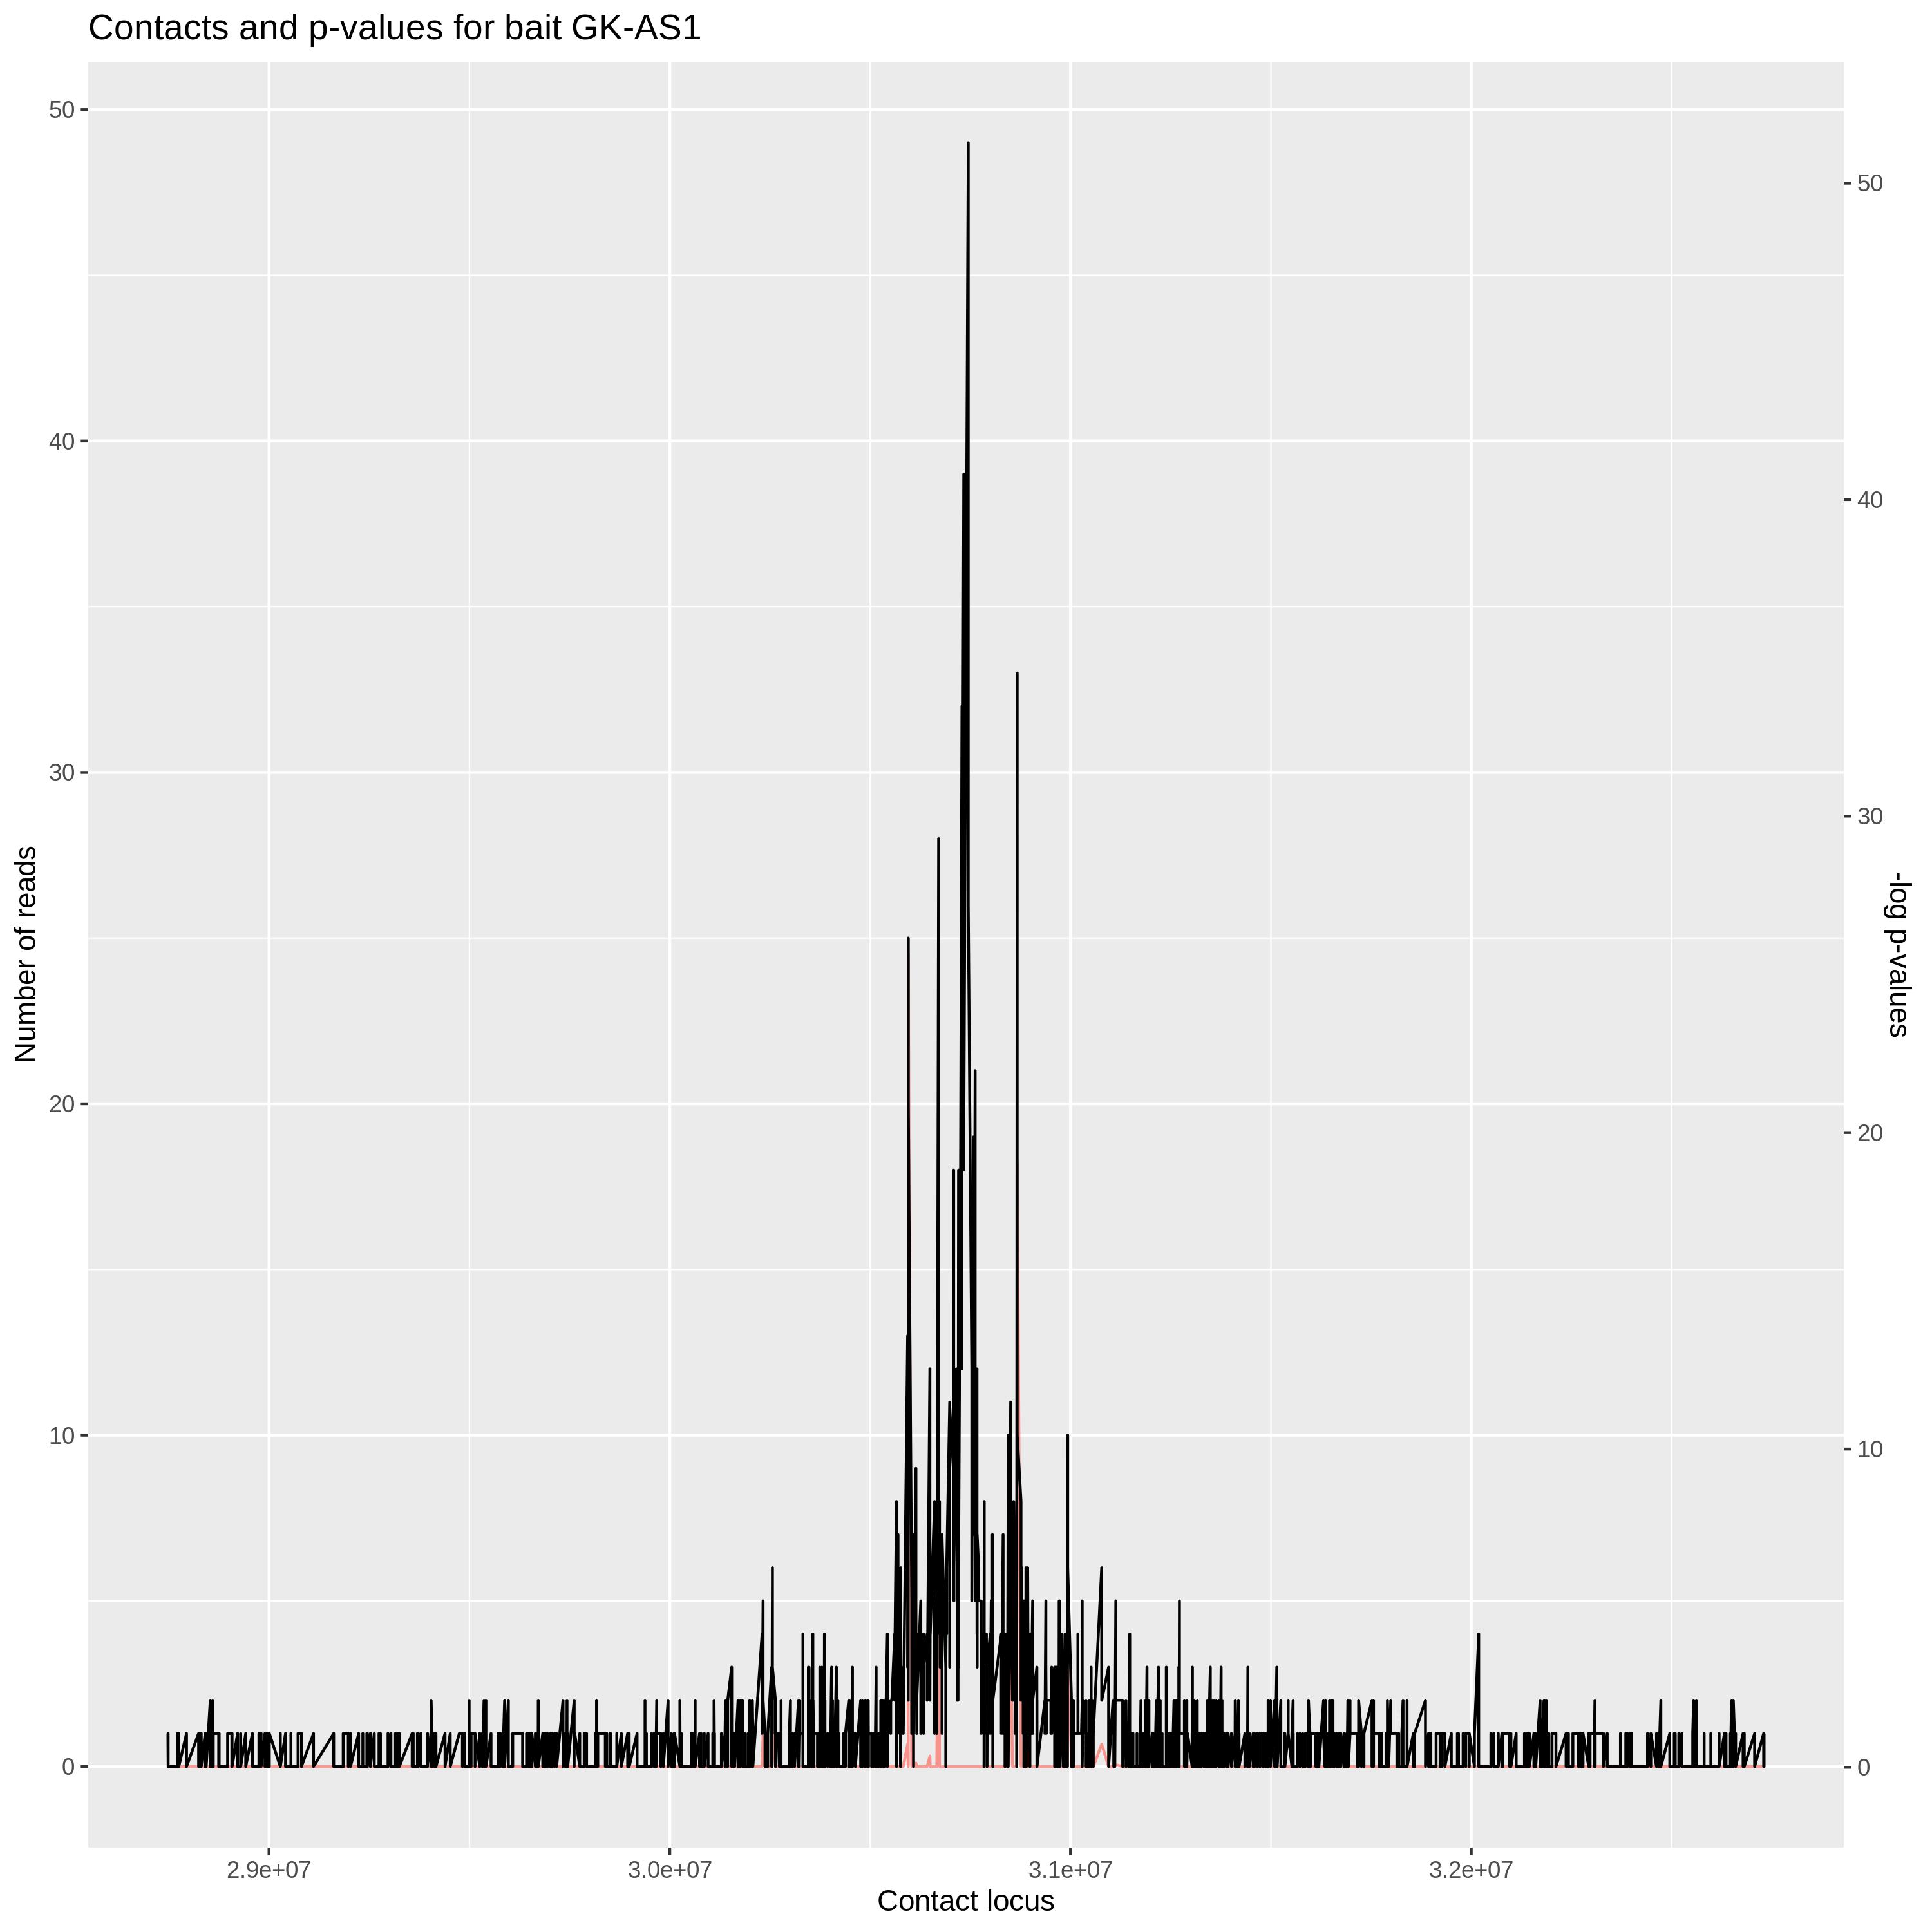 Contacts and p-values for bait GK-AS1
50
40
30
20
10
0
Number of reads
50
40
30
20
10
0
-log p-values
2.9e+07
3.0e+07
3.1e+07
3.2e+07
Contact locus